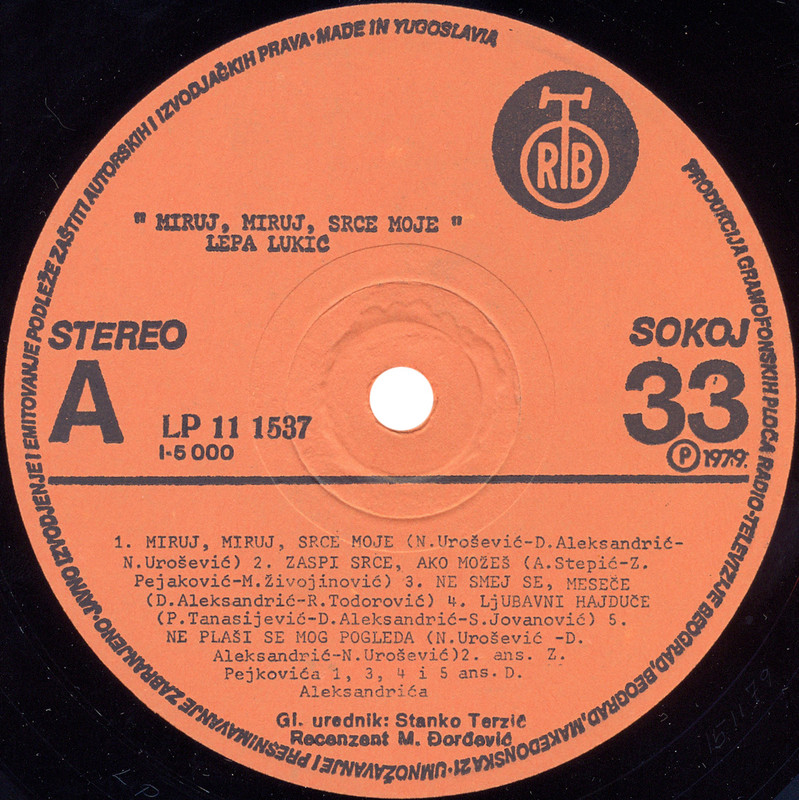 PRODUKCIJA GRAMOFONSKIH PLOČA RADIO-TELEVIZIJE BEOGRAD, BEOGRAD, MAKEDONSKA 21 · UMNOŽAVANJE I PRESNIMAVANJE ZABRANJENO · JAVNO IZVODJENJE I EMITOVANJE PODLEŽE ZAŠTITI AUTORSKIH I IZVODJAČKIH PRAVA · MADE IN YUGOSLAVIA
RTB
" MIRUJ, MIRUJ, SRCE MOJE "
LEPA LUKIĆ
STEREO
A
LP 11 1537
I-5 000
SOKOJ
33
Ⓟ 1979.
1. MIRUJ, MIRUJ, SRCE MOJE (N.Urošević-D.Aleksandrić-
N.Urošević) 2. ZASPI SRCE, AKO MOŽEŠ (A.Stepić-Z.
Pejaković-M.Živojinović) 3. NE SMEJ SE, MESEČE
(D.Aleksandrić-R.Todorović) 4. LjUBAVNI HAJDUČE
(P.Tanasijević-D.Aleksandrić-S.Jovanović) 5.
NE PLAŠI SE MOG POGLEDA (N.Urošević -D.
Aleksandrić-N.Urošević)2. ans. Z.
Pejkovića 1, 3, 4 i 5 ans. D.
Aleksandrića
Gl. urednik: Stanko Terzić
Recenzent M. Đorđević
LP
151179